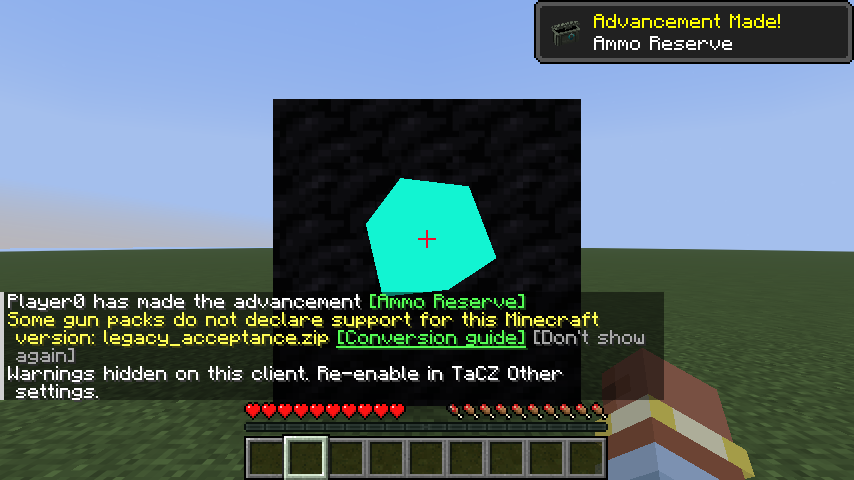 Advancement Made!
Ammo Reserve
Player0 has made the advancement [Ammo Reserve]
Some gun packs do not declare support for this Minecraft
version: legacy_acceptance.zip [Conversion guide] [Don't show
again]
Warnings hidden on this client. Re-enable in TaCZ Other
settings.